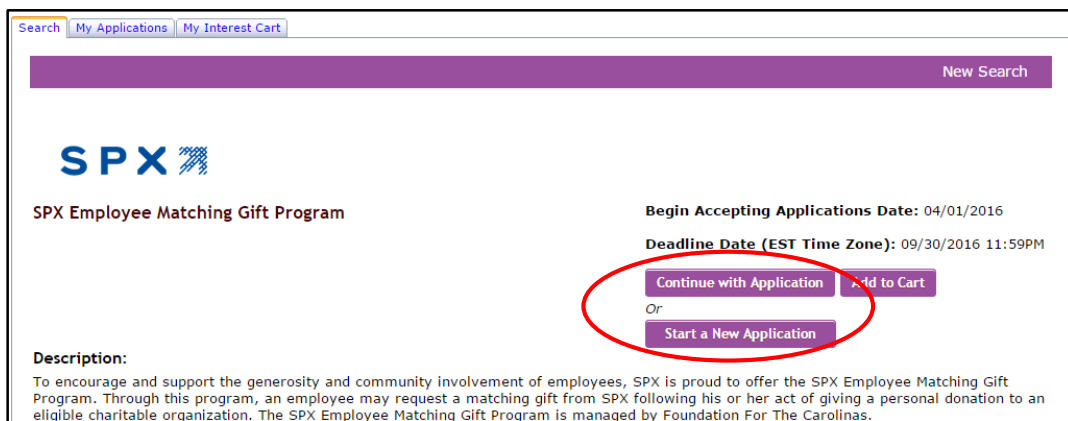 Search My Applications My Interest Cart
New Search
SPX
SPX Employee Matching Gift Program
Begin Accepting Applications Date: 04/01/2016
Deadline Date (EST Time Zone): 09/30/2016 11:59PM
Continue with Application Add to Cart
Or
Start a New Application
Description:
To encourage and support the generosity and community involvement of employees, SPX is proud to offer the SPX Employee Matching Gift
Program. Through this program, an employee may request a matching gift from SPX following his or her act of giving a personal donation to an
eligible charitable organization. The SPX Employee Matching Gift Program is managed by Foundation For The Carolinas.